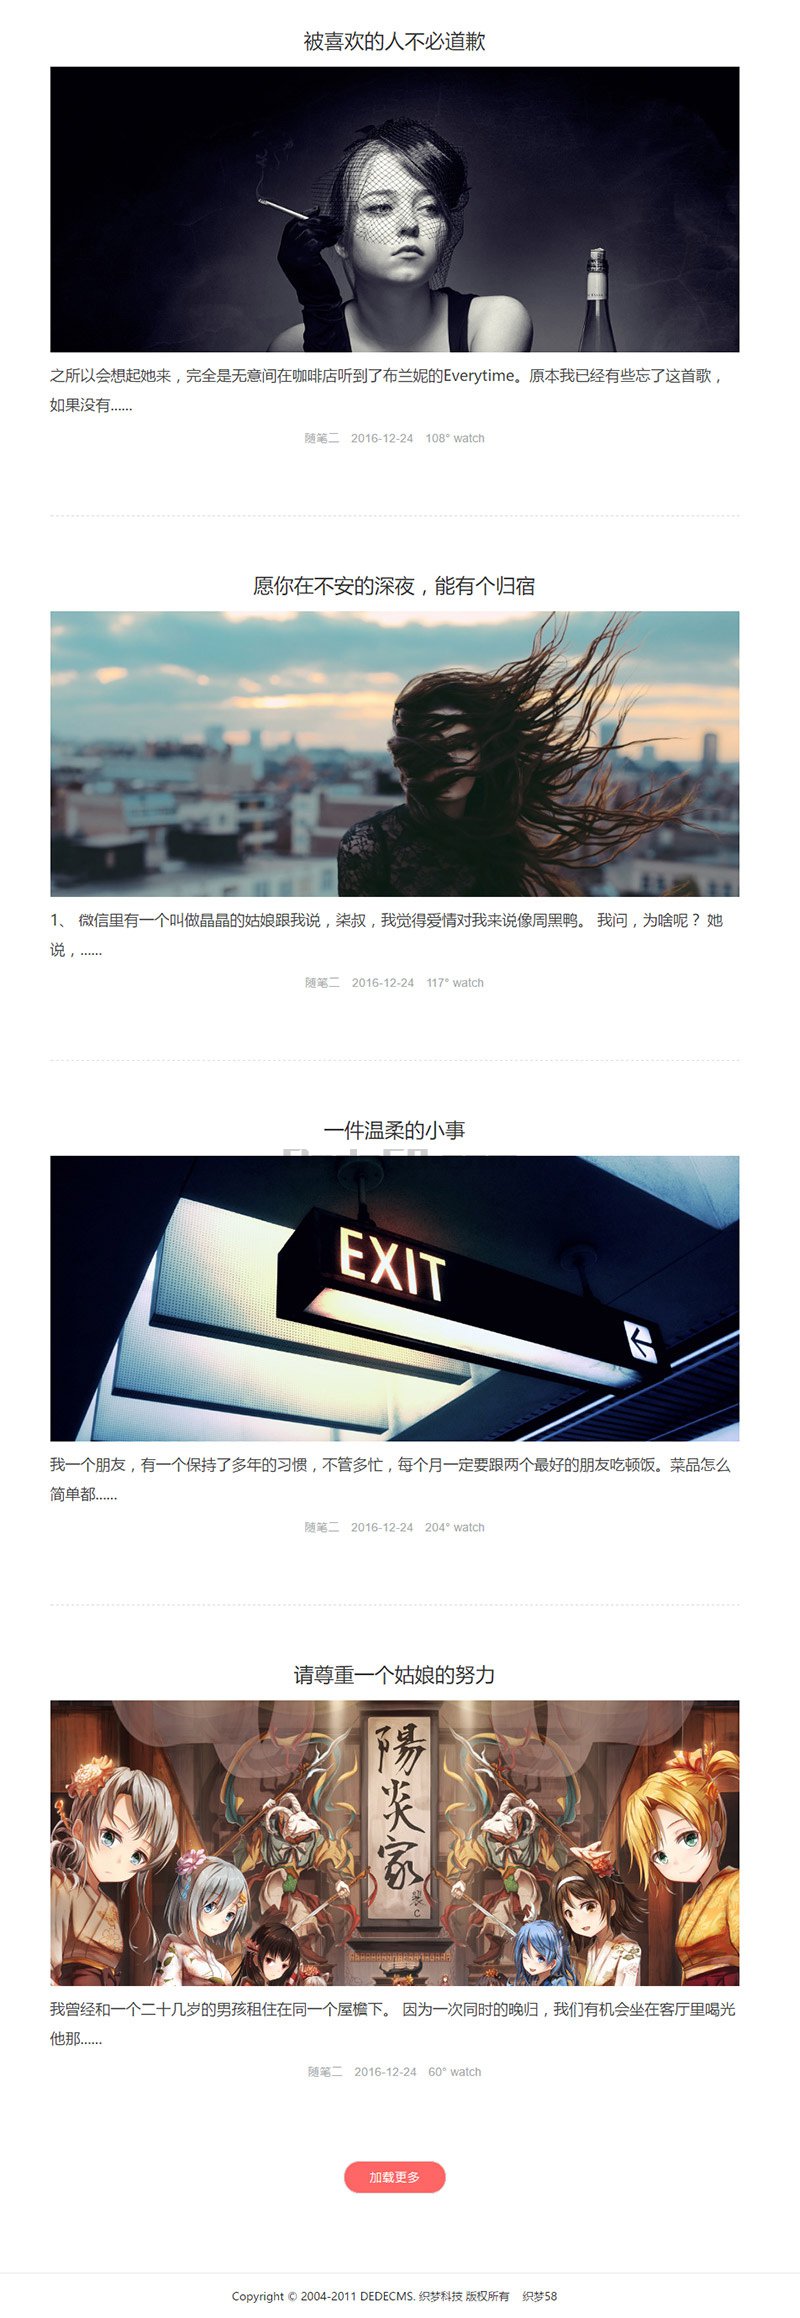 被喜欢的人不必道歉
之所以会想起她来，完全是无意间在咖啡店听到了布兰妮的Everytime。原本我已经有些忘了这首歌，
如果没有......
随笔二 2016-12-24 108° watch
愿你在不安的深夜，能有个归宿
1、 微信里有一个叫做晶晶的姑娘跟我说，柒叔，我觉得爱情对我来说像周黑鸭。 我问，为啥呢？ 她
说，......
随笔二 2016-12-24 117° watch
一件温柔的小事
EXIT
我一个朋友，有一个保持了多年的习惯，不管多忙，每个月一定要跟两个最好的朋友吃顿饭。菜品怎么
简单都......
随笔二 2016-12-24 204° watch
请尊重一个姑娘的努力
陽炎家
我曾经和一个二十几岁的男孩租住在同一个屋檐下。 因为一次同时的晚归，我们有机会坐在客厅里喝光
他那......
随笔二 2016-12-24 60° watch
加载更多
Copyright © 2004-2011 DEDECMS. 织梦科技 版权所有 织梦58